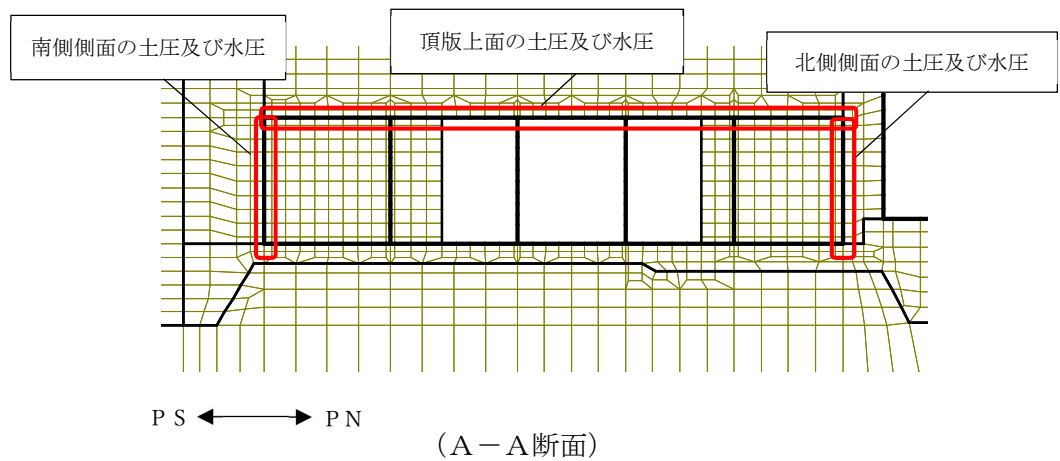 南側側面の土圧及び水圧
頂版上面の土圧及び水圧
北側側面の土圧及び水圧
ＰＳ ＰＮ
（Ａ－Ａ断面）